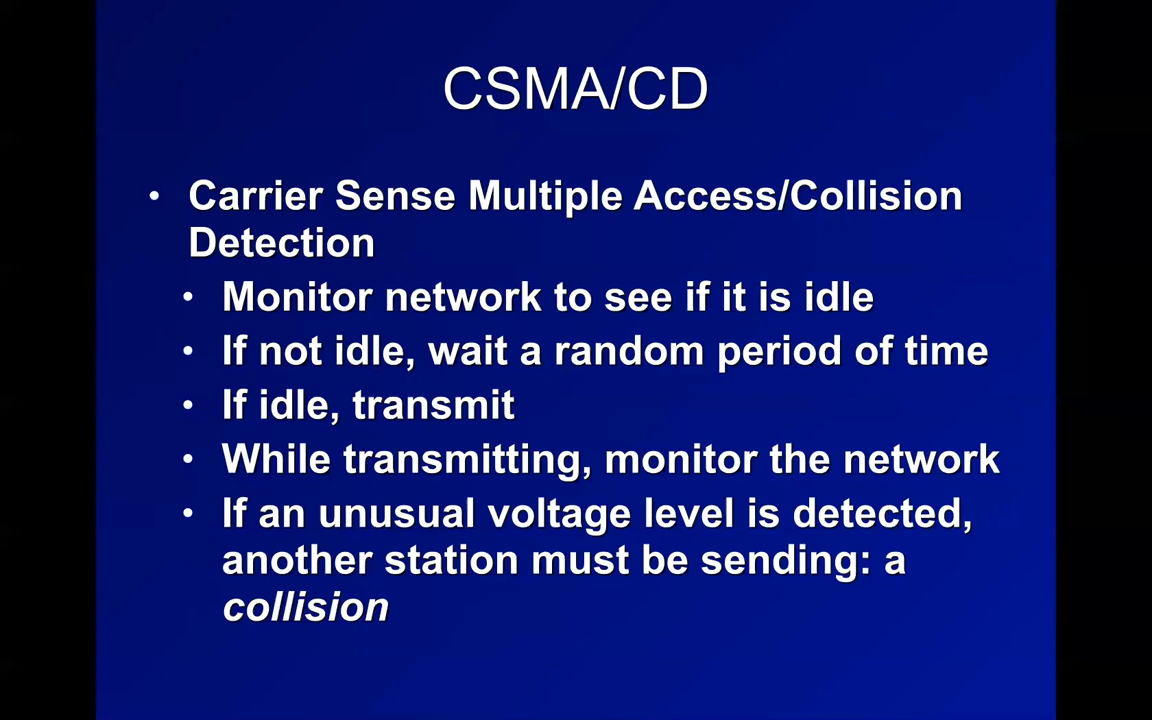 CSMA/CD
• Carrier Sense Multiple Access/Collision
Detection
• Monitor network to see if it is idle
• If not idle, wait a random period of time
• If idle, transmit
• While transmitting, monitor the network
• If an unusual voltage level is detected,
another station must be sending: a
collision